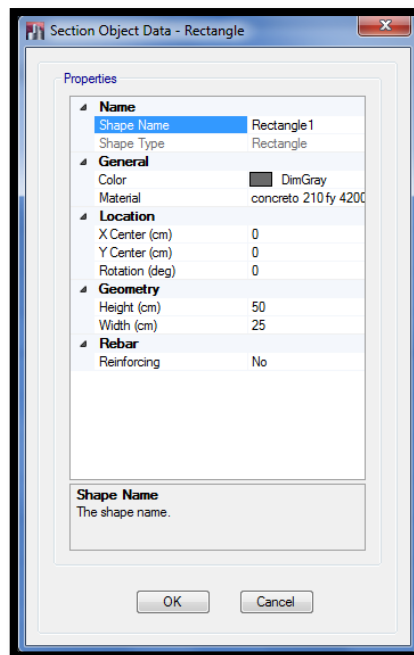 Section Object Data - Rectangle
Properties
Name
Shape Name Rectangle1
Shape Type Rectangle
General
Color DimGray
Material concreto 210 fy 4200
Location
X Center (cm) 0
Y Center (cm) 0
Rotation (deg) 0
Geometry
Height (cm) 50
Width (cm) 25
Rebar
Reinforcing No
Shape Name
The shape name.
OK Cancel